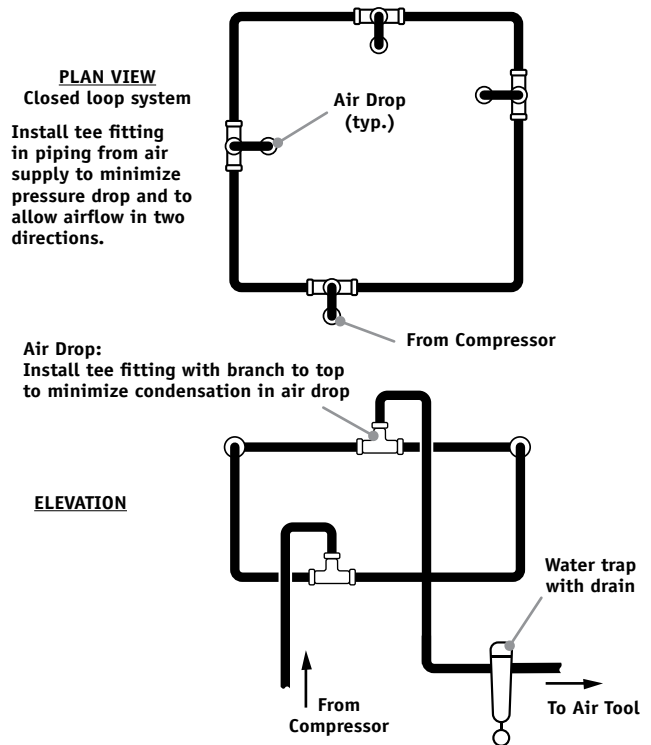 PLAN VIEW
Closed loop system
Install tee fitting
in piping from air
supply to minimize
pressure drop and to
allow airflow in two
directions.
Air Drop
(typ.)
From Compressor
Air Drop:
Install tee fitting with branch to top
to minimize condensation in air drop
ELEVATION
Water trap
with drain
From
Compressor
To Air Tool